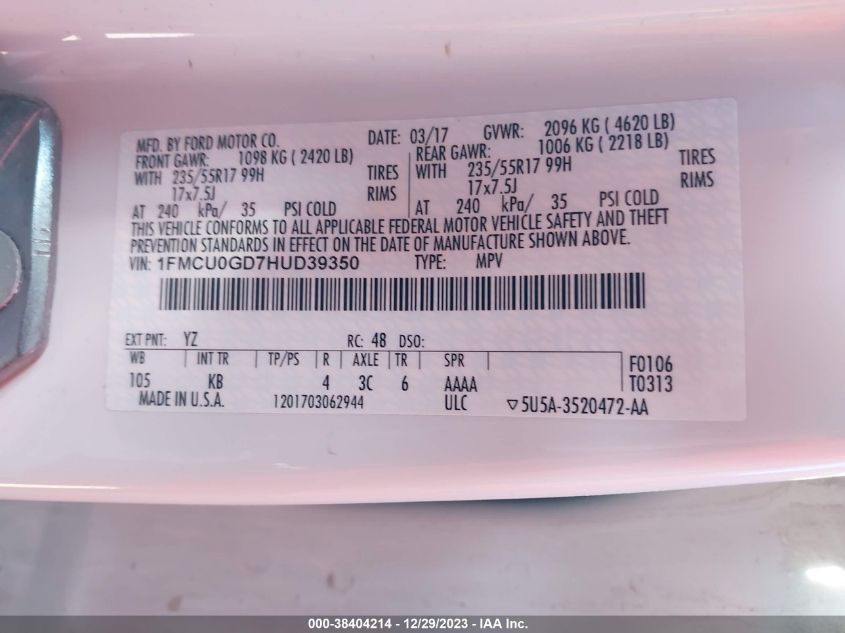 MFD. BY FORD MOTOR CO. DATE: 03/17 GVWR: 2096 KG ( 4620 LB)
FRONT GAWR: 1098 KG ( 2420 LB) REAR GAWR: 1006 KG ( 2218 LB)
WITH 235/55R17 99H TIRES WITH 235/55R17 99H TIRES
17x7.5J RIMS 17x7.5J RIMS
AT 240 kPa/ 35 PSI COLD AT 240 kPa/ 35 PSI COLD
THIS VEHICLE CONFORMS TO ALL APPLICABLE FEDERAL MOTOR VEHICLE SAFETY AND THEFT
PREVENTION STANDARDS IN EFFECT ON THE DATE OF MANUFACTURE SHOWN ABOVE.
VIN: 1FMCU0GD7HUD39350 TYPE: MPV
EXT PNT: YZ RC: 48 DSO:
WB INT TR TP/PS R AXLE TR SPR F0106
105 KB 4 3C 6 AAAA T0313
MADE IN U.S.A. 1201703062944 ULC ▽5U5A-3520472-AA
000-38404214 - 12/29/2023 - IAA Inc.